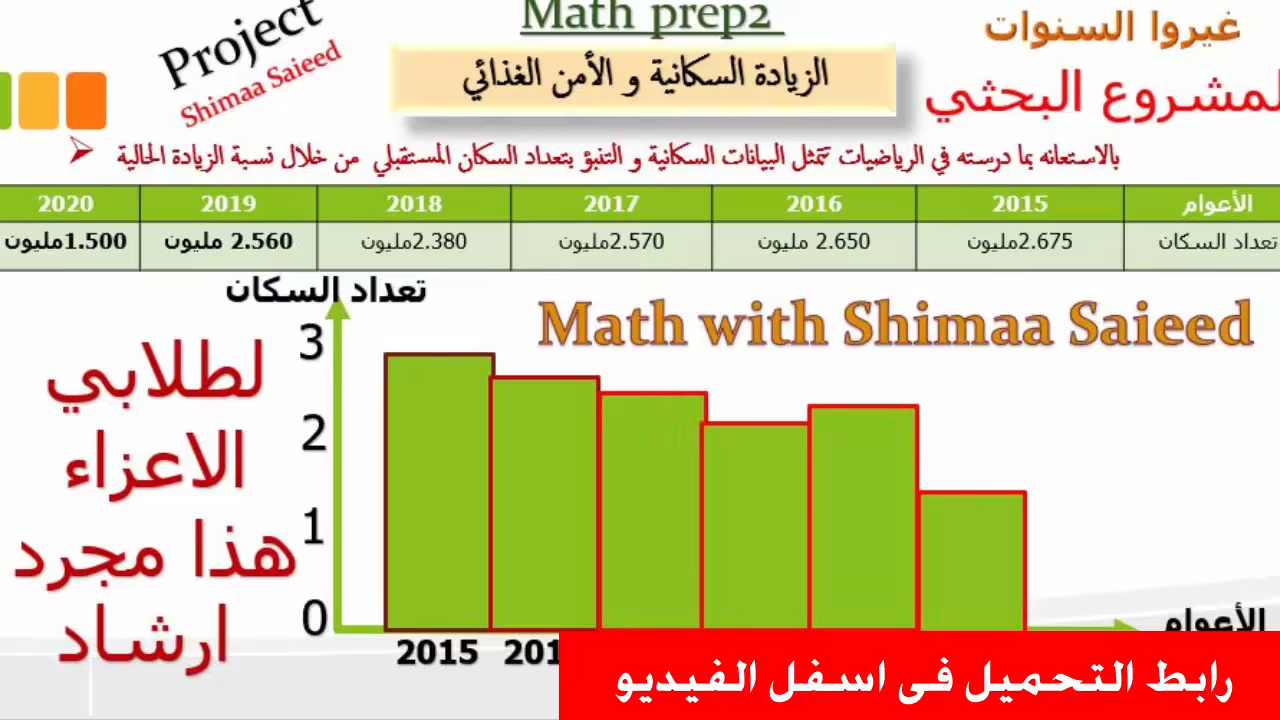 Math prep2
غيروا السنوات
Project
Shimaa Saieed
الزيادة السكانية و الأمن الغذائي
لمشروع البحثي
بالاستعانه بما درسته في الرياضيات تتمثل البيانات السكانية و التنبؤ بتعداد السكان المستقبلي من خلال نسبة الزيادة الحالية
الأعوام 2015 2016 2017 2018 2019 2020
تعداد السكان 2.675مليون 2.650 مليون 2.570مليون 2.380مليون 2.560 مليون 1.500مليون
تعداد السكان
Math with Shimaa Saieed
3
2
1
0
لطلابي
الاعزاء
هذا مجرد
ارشاد
الأعوام
2015
رابط التحميل فى اسفل الفيديو